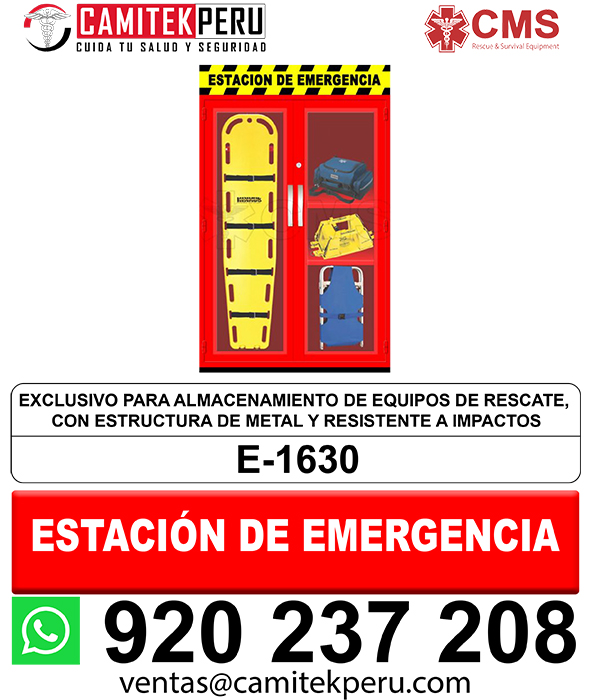 CAMITEKPERU
CUIDA TU SALUD Y SEGURIDAD
CMS
Rescue & Survival Equipment
ESTACION DE EMERGENCIA
EXCLUSIVO PARA ALMACENAMIENTO DE EQUIPOS DE RESCATE,
CON ESTRUCTURA DE METAL Y RESISTENTE A IMPACTOS
E-1630
ESTACIÓN DE EMERGENCIA
920 237 208
ventas@camitekperu.com